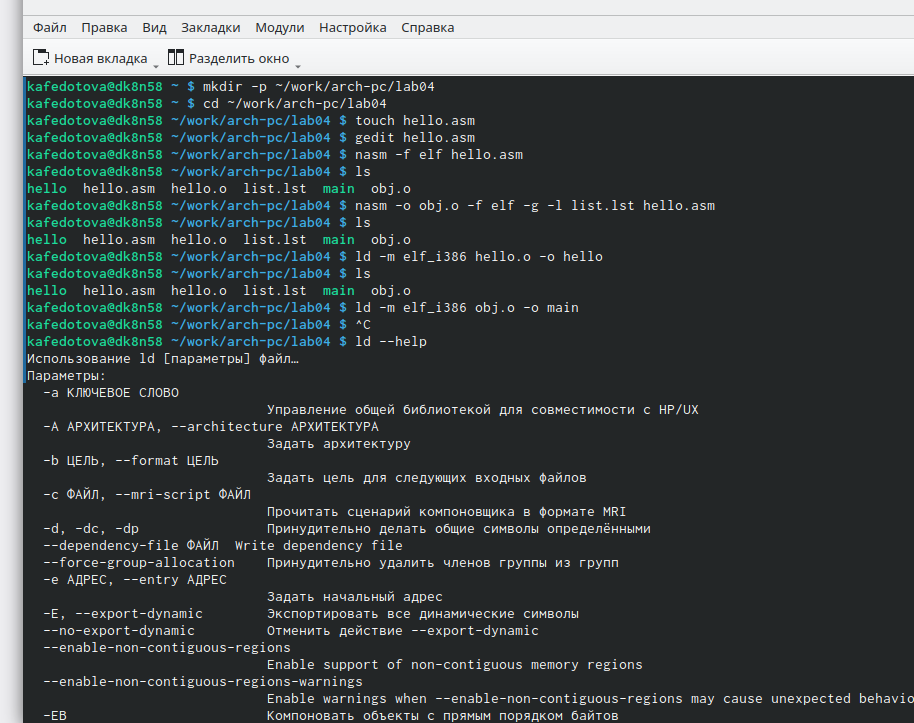 Файл Правка Вид Закладки Модули Настройка Справка
Новая вкладка Разделить окно
kafedotova@dk8n58 ~ $ mkdir -p ~/work/arch-pc/lab04
kafedotova@dk8n58 ~ $ cd ~/work/arch-pc/lab04
kafedotova@dk8n58 ~/work/arch-pc/lab04 $ touch hello.asm
kafedotova@dk8n58 ~/work/arch-pc/lab04 $ gedit hello.asm
kafedotova@dk8n58 ~/work/arch-pc/lab04 $ nasm -f elf hello.asm
kafedotova@dk8n58 ~/work/arch-pc/lab04 $ ls
hello hello.asm hello.o list.lst main obj.o
kafedotova@dk8n58 ~/work/arch-pc/lab04 $ nasm -o obj.o -f elf -g -l list.lst hello.asm
kafedotova@dk8n58 ~/work/arch-pc/lab04 $ ls
hello hello.asm hello.o list.lst main obj.o
kafedotova@dk8n58 ~/work/arch-pc/lab04 $ ld -m elf_i386 hello.o -o hello
kafedotova@dk8n58 ~/work/arch-pc/lab04 $ ls
hello hello.asm hello.o list.lst main obj.o
kafedotova@dk8n58 ~/work/arch-pc/lab04 $ ld -m elf_i386 obj.o -o main
kafedotova@dk8n58 ~/work/arch-pc/lab04 $ ^C
kafedotova@dk8n58 ~/work/arch-pc/lab04 $ ld --help
Использование ld [параметры] файл…
Параметры:
-a КЛЮЧЕВОЕ СЛОВО
Управление общей библиотекой для совместимости с HP/UX
-A АРХИТЕКТУРА, --architecture АРХИТЕКТУРА
Задать архитектуру
-b ЦЕЛЬ, --format ЦЕЛЬ
Задать цель для следующих входных файлов
-c ФАЙЛ, --mri-script ФАЙЛ
Прочитать сценарий компоновщика в формате MRI
-d, -dc, -dp Принудительно делать общие символы определёнными
--dependency-file ФАЙЛ Write dependency file
--force-group-allocation Принудительно удалить членов группы из групп
-e АДРЕС, --entry АДРЕС
Задать начальный адрес
-E, --export-dynamic Экспортировать все динамические символы
--no-export-dynamic Отменить действие --export-dynamic
--enable-non-contiguous-regions
Enable support of non-contiguous memory regions
--enable-non-contiguous-regions-warnings
Enable warnings when --enable-non-contiguous-regions may cause unexpected behavio
-EB Компоновать объекты с прямым порядком байтов